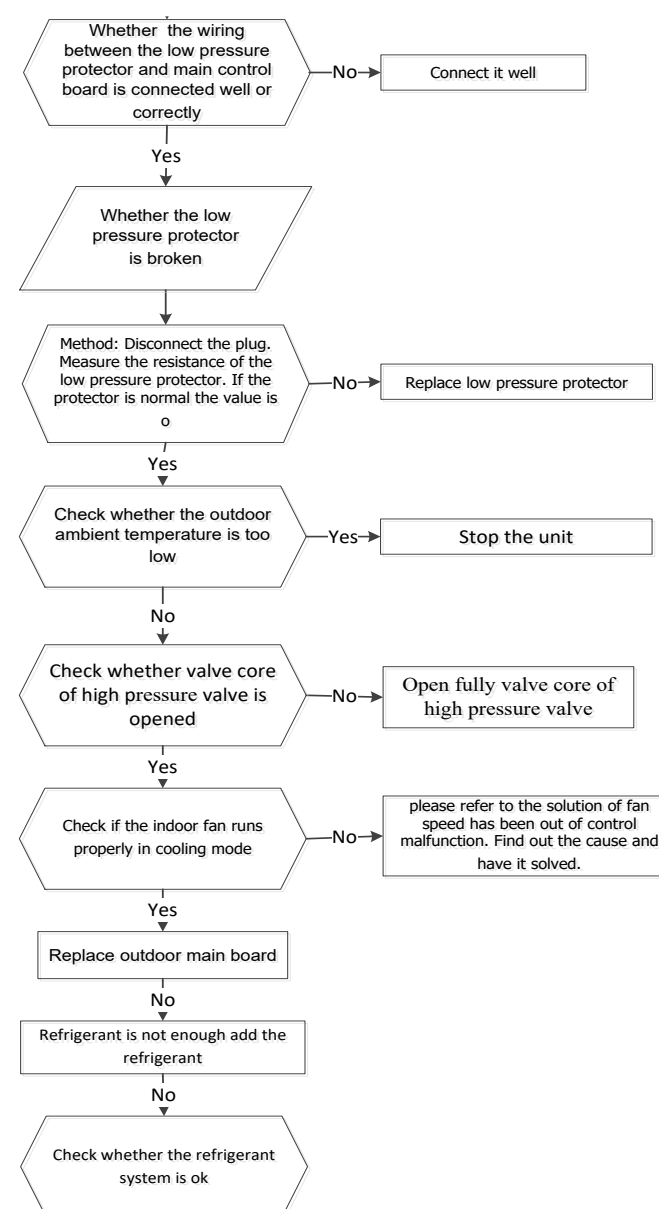 Whether the wiring
between the low pressure
protector and main control
board is connected well or
correctly
No
Connect it well
Yes
Whether the low
pressure protector
is broken
Method: Disconnect the plug.
Measure the resistance of the
low pressure protector. If the
protector is normal the value is
o
No
Replace low pressure protector
Yes
Check whether the outdoor
ambient temperature is too
low
Yes
Stop the unit
No
Check whether valve core
of high pressure valve is
opened
No
Open fully valve core of
high pressure valve
Yes
Check if the indoor fan runs
properly in cooling mode
No
please refer to the solution of fan
speed has been out of control
malfunction. Find out the cause and
have it solved.
Yes
Replace outdoor main board
No
Refrigerant is not enough add the
refrigerant
No
Check whether the refrigerant
system is ok